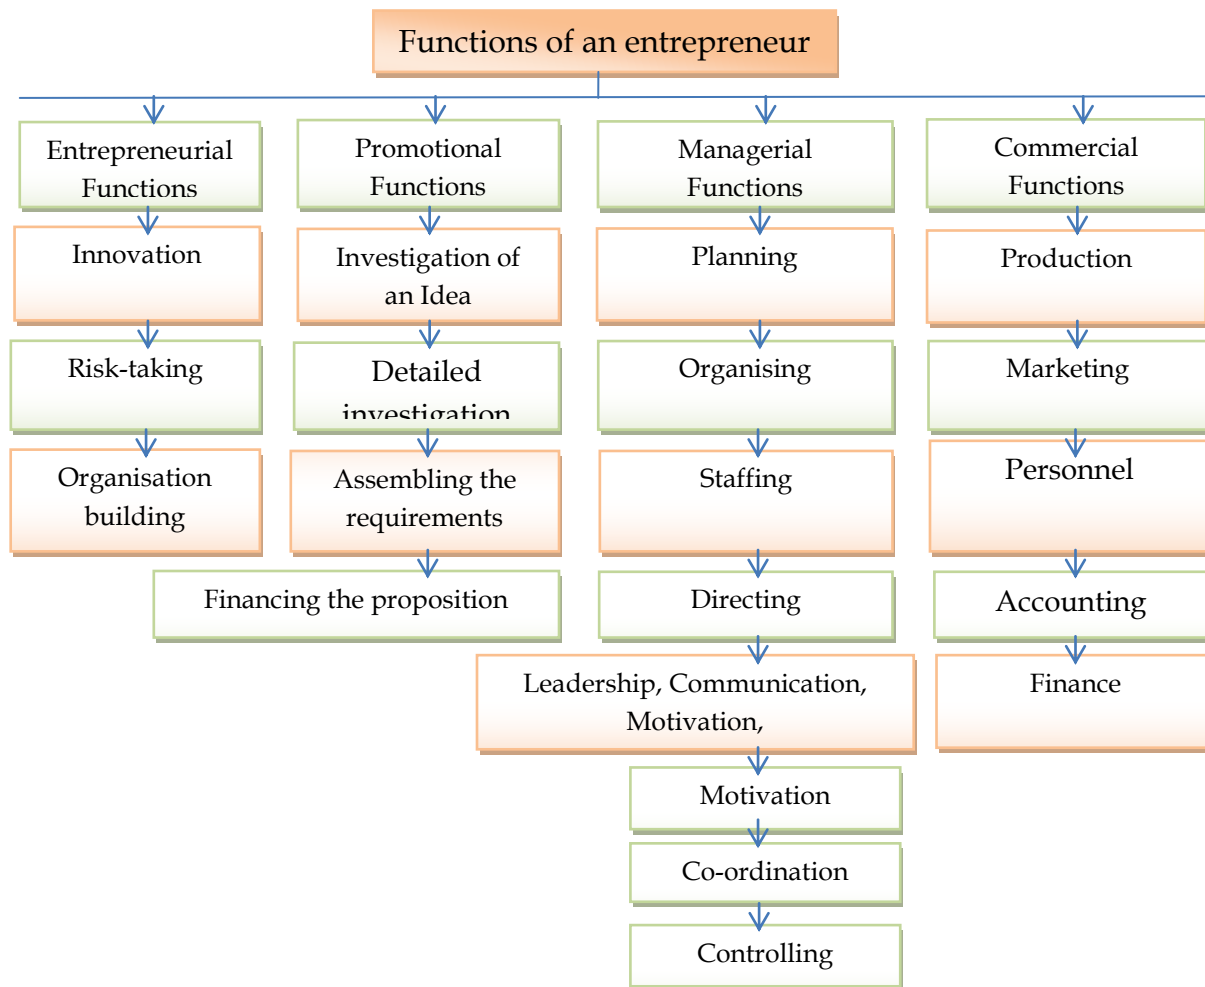 Functions of an entrepreneur
Entrepreneurial
Functions
Innovation
Risk-taking
Organisation
building
Promotional
Functions
Investigation of
an Idea
Detailed
investigation
Assembling the
requirements
Financing the proposition
Managerial
Functions
Planning
Organising
Staffing
Directing
Leadership, Communication,
Motivation,
Motivation
Co-ordination
Controlling
Commercial
Functions
Production
Marketing
Personnel
Accounting
Finance